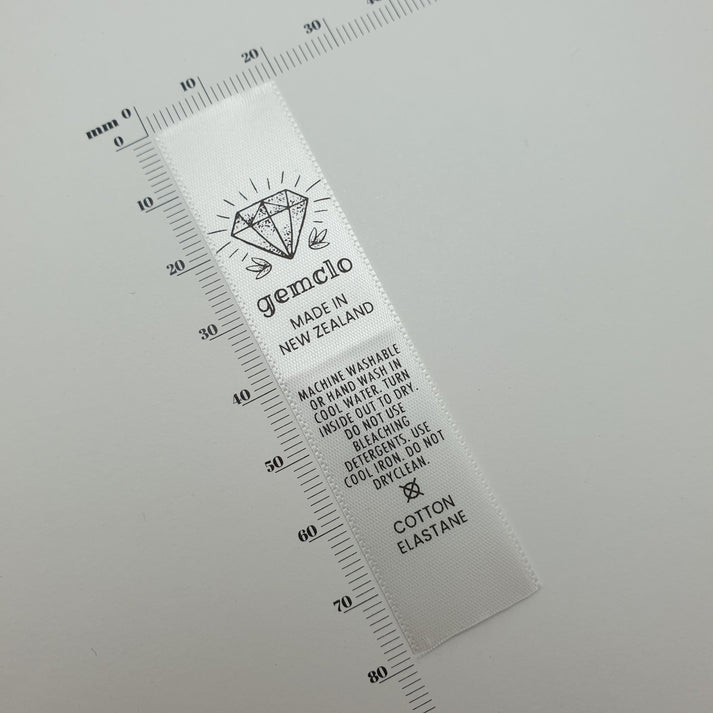 mm 0
10
20
30
40
0
10
20
30
40
50
60
70
80
gemclo
MADE IN
NEW ZEALAND
MACHINE WASHABLE
OR HAND WASH IN
COOL WATER. TURN
INSIDE OUT TO DRY.
DO NOT USE
BLEACHING
DETERGENTS. USE
COOL IRON. DO NOT
DRYCLEAN.
COTTON
ELASTANE